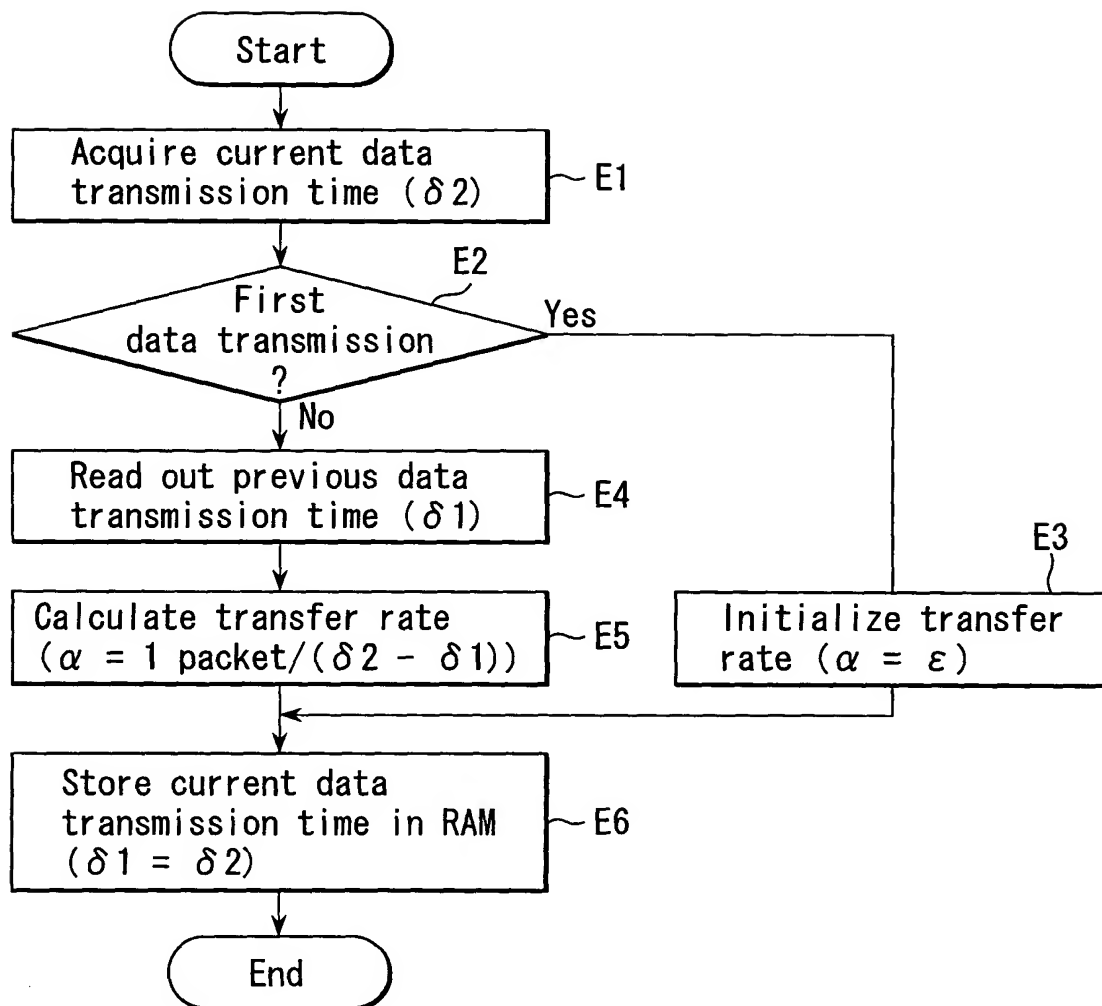 Start
Acquire current data
transmission time (δ2)
E1
E2
First
data transmission
?
Yes
No
Read out previous data
transmission time (δ1)
E4
E3
Calculate transfer rate
(α = 1 packet/(δ2 - δ1))
E5
Initialize transfer
rate (α = ε)
Store current data
transmission time in RAM
(δ1 = δ2)
E6
End